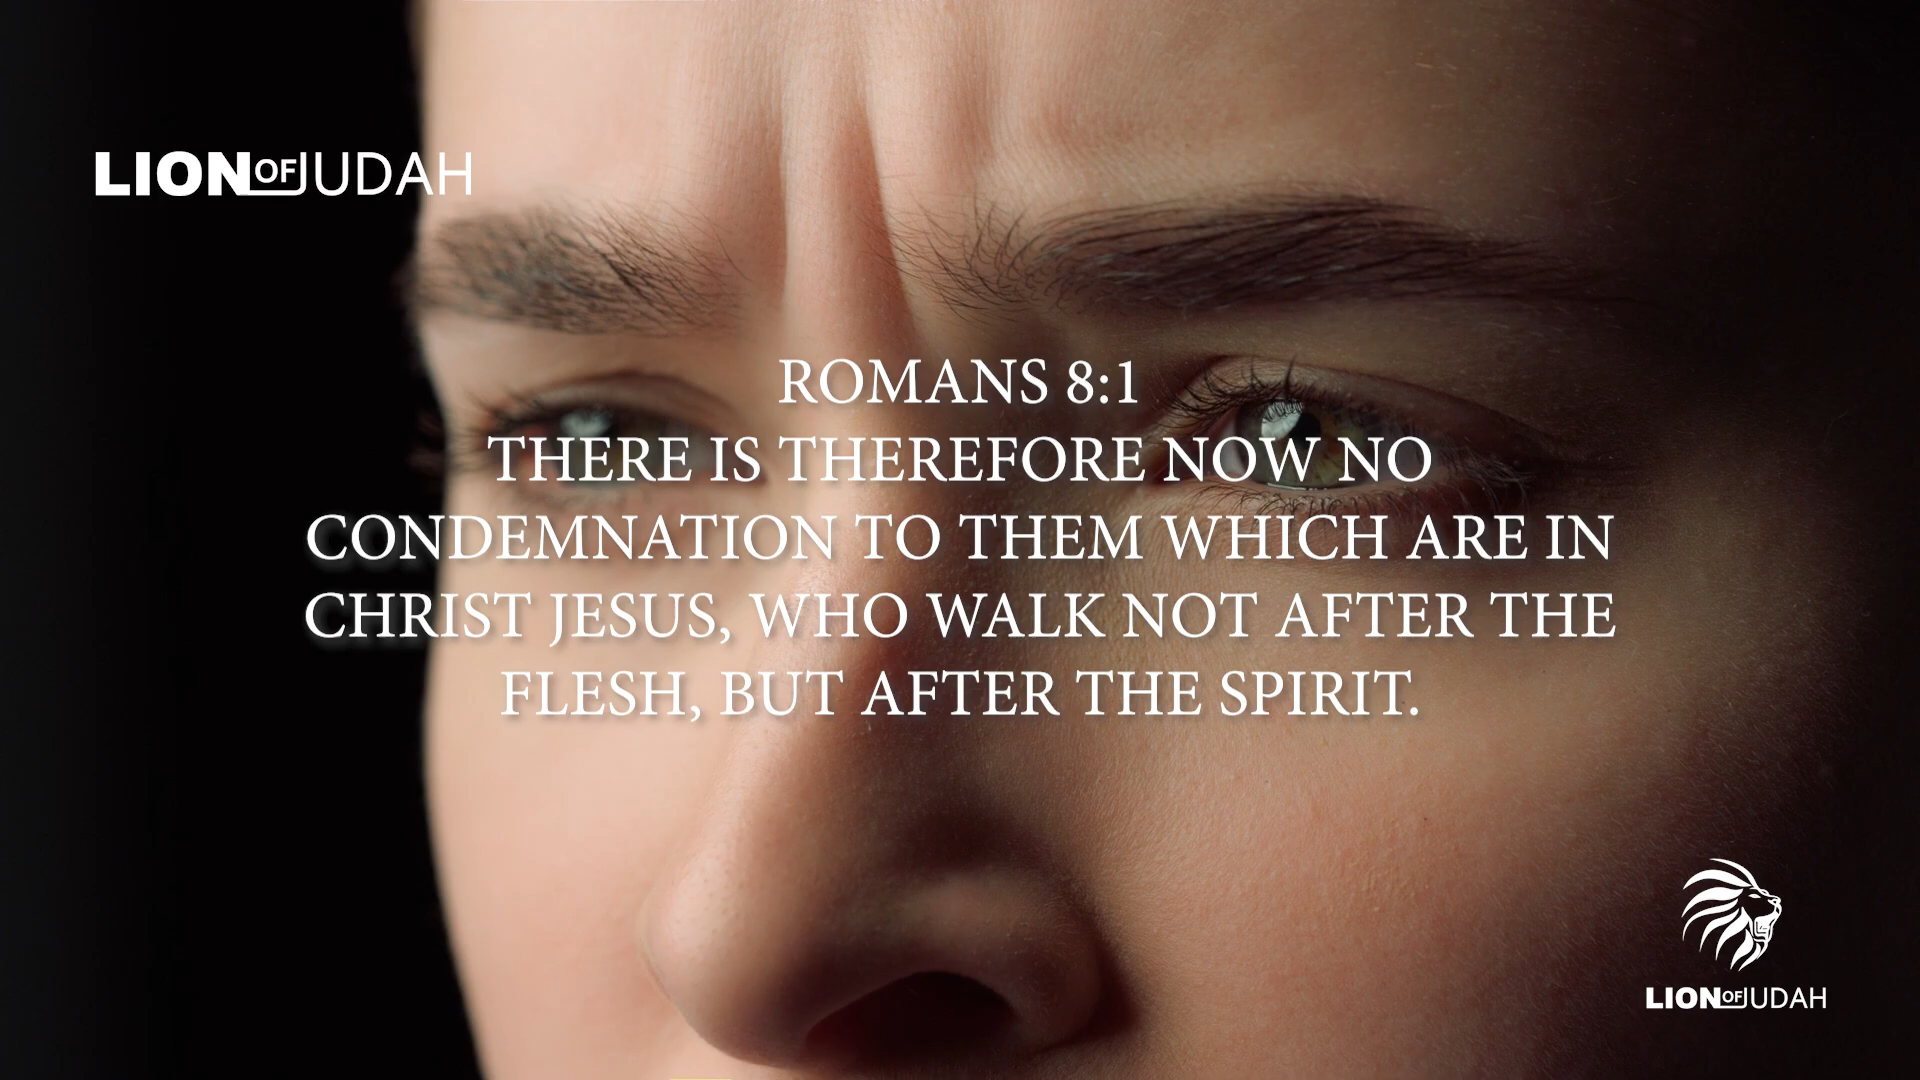 LION OF JUDAH
ROMANS 8:1
THERE IS THEREFORE NOW NO
CONDEMNATION TO THEM WHICH ARE IN
CHRIST JESUS, WHO WALK NOT AFTER THE
FLESH, BUT AFTER THE SPIRIT.
LION OF JUDAH